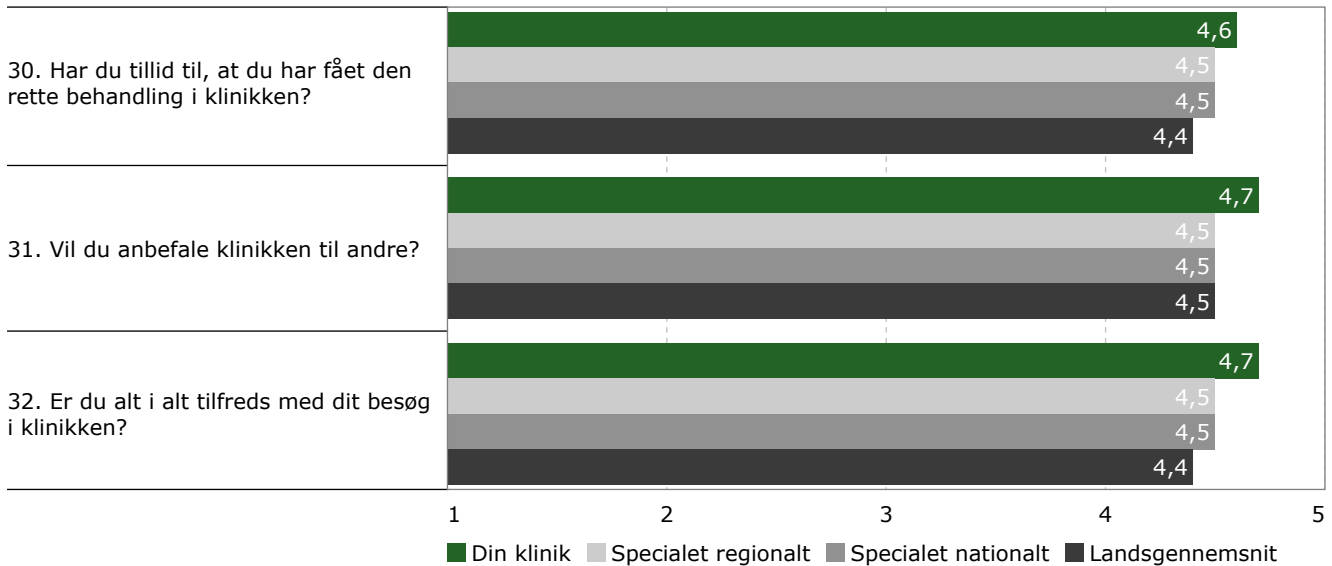 30. Har du tillid til, at du har fået den
rette behandling i klinikken?
4,6
4,5
4,5
4,4
31. Vil du anbefale klinikken til andre?
4,7
4,5
4,5
4,5
32. Er du alt i alt tilfreds med dit besøg
i klinikken?
4,7
4,5
4,5
4,4
1 2 3 4 5
Din klinik Specialet regionalt Specialet nationalt Landsgennemsnit